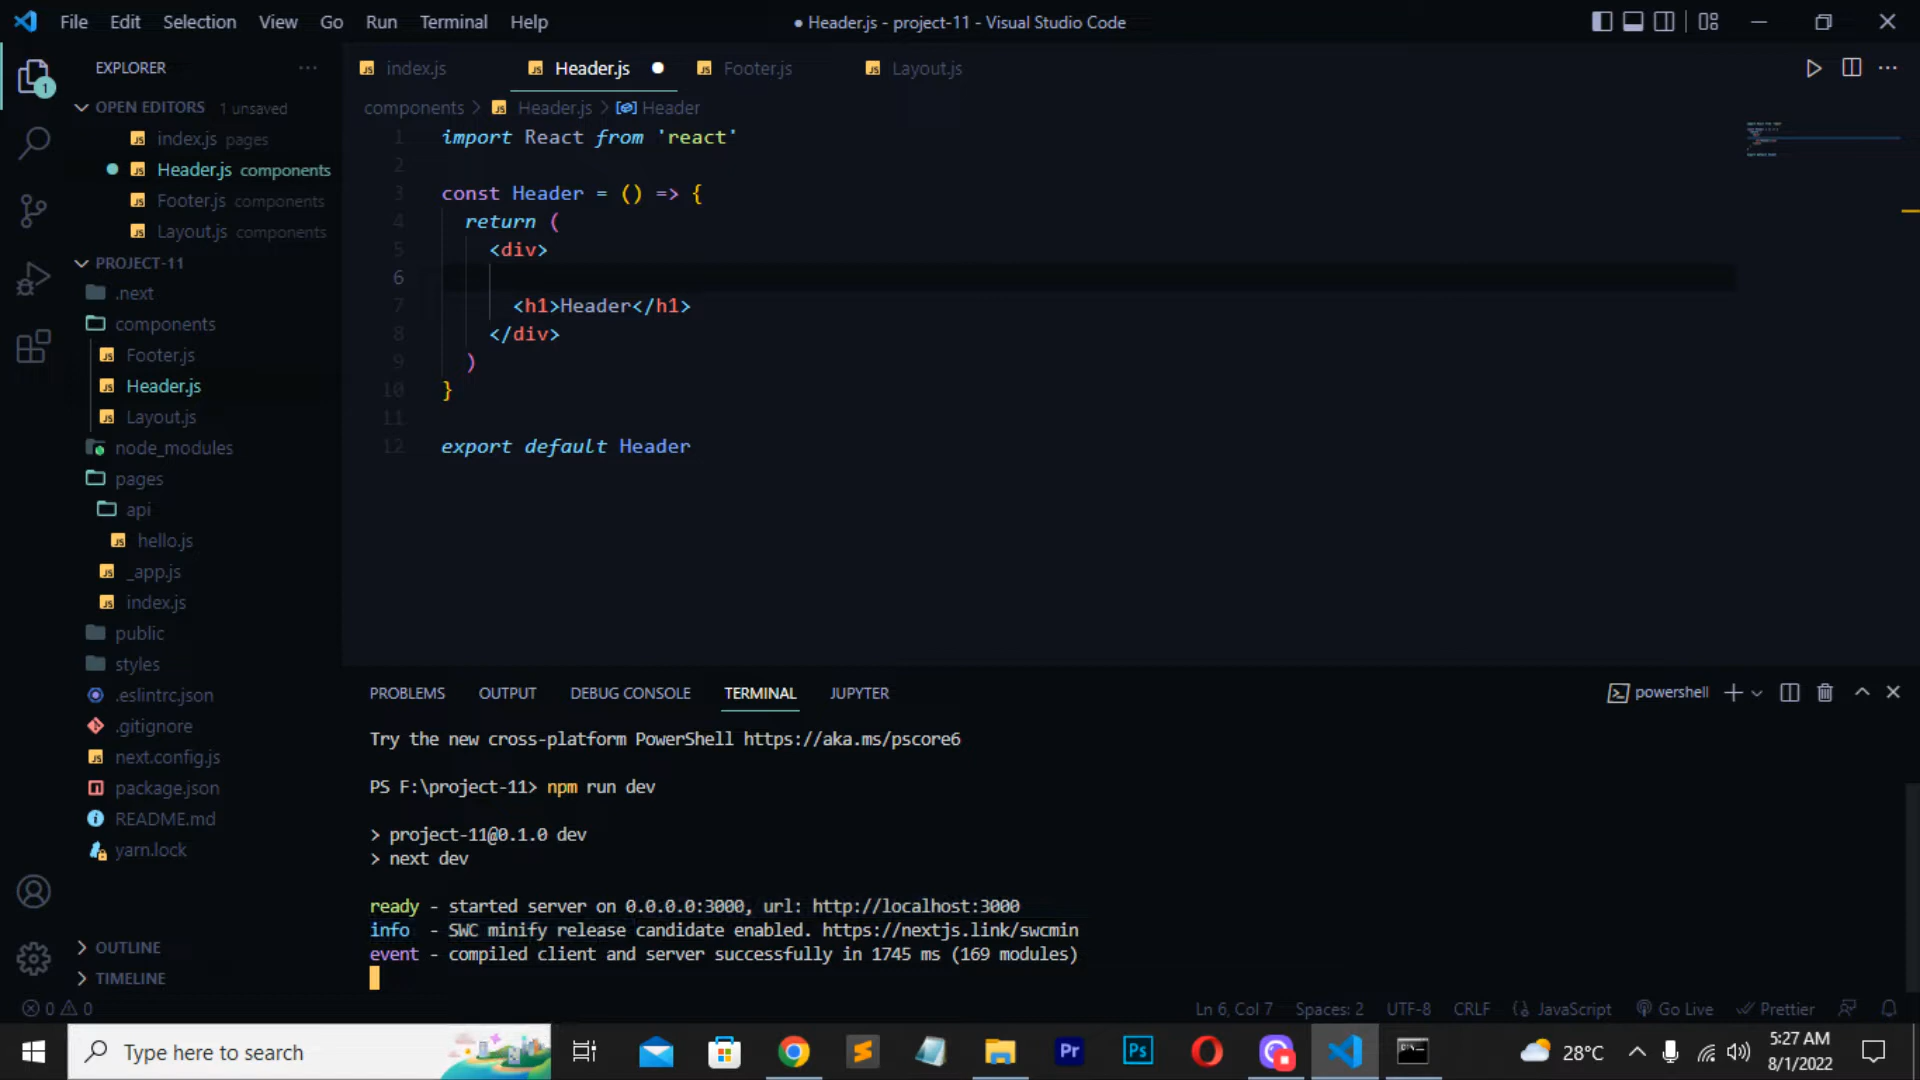 File Edit Selection View Go Run Terminal Help
● Header.js - project-11 - Visual Studio Code
EXPLORER
1
OPEN EDITORS 1 unsaved
index.js pages
Header.js components
Footer.js components
Layout.js components
PROJECT-11
.next
components
Footer.js
Header.js
Layout.js
node_modules
pages
api
hello.js
_app.js
index.js
public
styles
.eslintrc.json
.gitignore
next.config.js
package.json
README.md
yarn.lock
OUTLINE
TIMELINE
index.js Header.js Footer.js Layout.js
components > Header.js > Header
1 import React from 'react'
2
3 const Header = () => {
4 return (
5 <div>
6
7 <h1>Header</h1>
8 </div>
9 )
10 }
11
12 export default Header
PROBLEMS OUTPUT DEBUG CONSOLE TERMINAL JUPYTER
powershell
Try the new cross-platform PowerShell https://aka.ms/pscore6
PS F:\project-11> npm run dev
> project-11@0.1.0 dev
> next dev
ready - started server on 0.0.0.0:3000, url: http://localhost:3000
info - SWC minify release candidate enabled. https://nextjs.link/swcmin
event - compiled client and server successfully in 1745 ms (169 modules)
0 0
Ln 6, Col 7 Spaces: 2 UTF-8 CRLF JavaScript Go Live Prettier
Type here to search
Pr
Ps
28°C
5:27 AM
8/1/2022